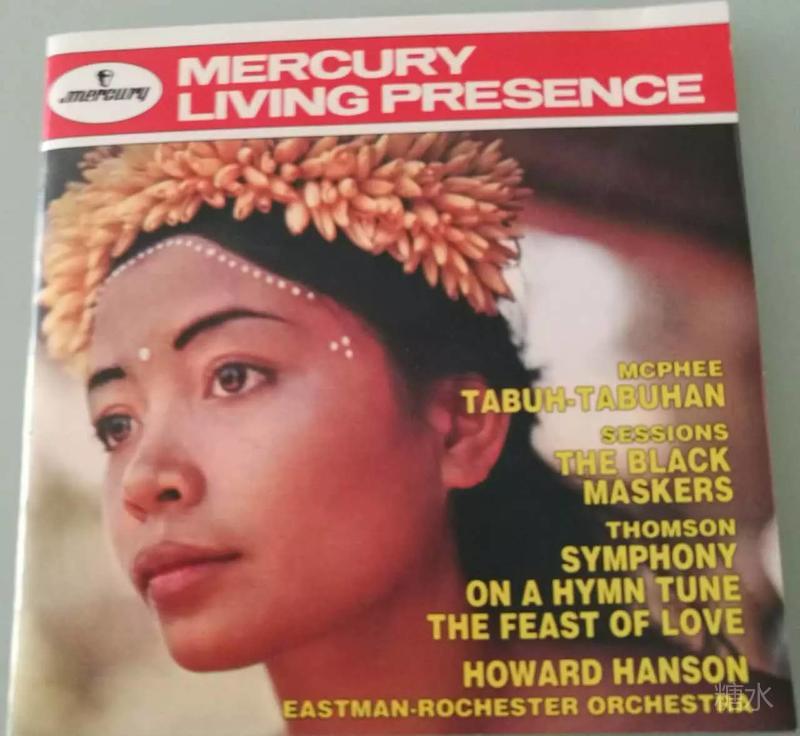 mercury
MERCURY
LIVING PRESENCE
MCPHEE
TABUH-TABUHAN
SESSIONS
THE BLACK
MASKERS
THOMSON
SYMPHONY
ON A HYMN TUNE
THE FEAST OF LOVE
HOWARD HANSON
EASTMAN-ROCHESTER ORCHESTRA
糖水